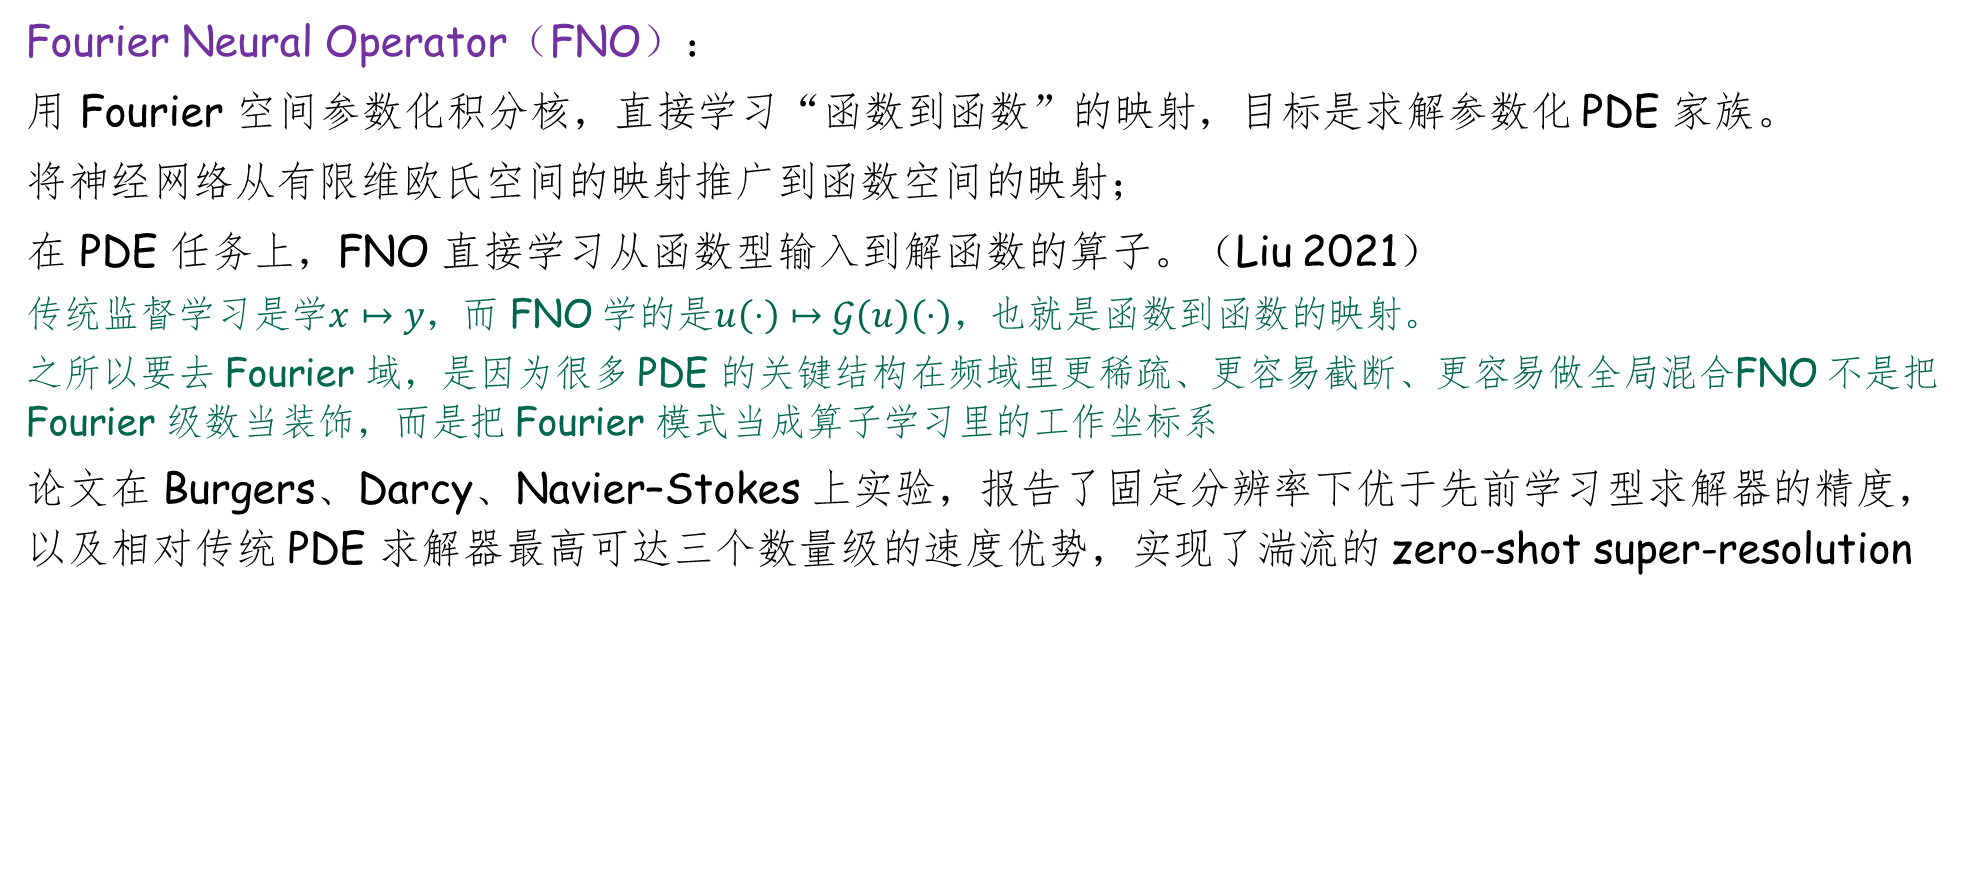 Fourier Neural Operator（FNO）：
用 Fourier 空间参数化积分核，直接学习“函数到函数”的映射，目标是求解参数化 PDE 家族。
将神经网络从有限维欧氏空间的映射推广到函数空间的映射；
在 PDE 任务上，FNO 直接学习从函数型输入到解函数的算子。（Liu 2021）
传统监督学习是学𝑥 ↦ 𝑦，而 FNO 学的是𝑢(·) ↦ 𝒢(𝑢)(·)，也就是函数到函数的映射。
之所以要去 Fourier 域，是因为很多 PDE 的关键结构在频域里更稀疏、更容易截断、更容易做全局混合FNO 不是把
Fourier 级数当装饰，而是把 Fourier 模式当成算子学习里的工作坐标系
论文在 Burgers、Darcy、Navier–Stokes 上实验，报告了固定分辨率下优于先前学习型求解器的精度，
以及相对传统 PDE 求解器最高可达三个数量级的速度优势，实现了湍流的 zero-shot super-resolution